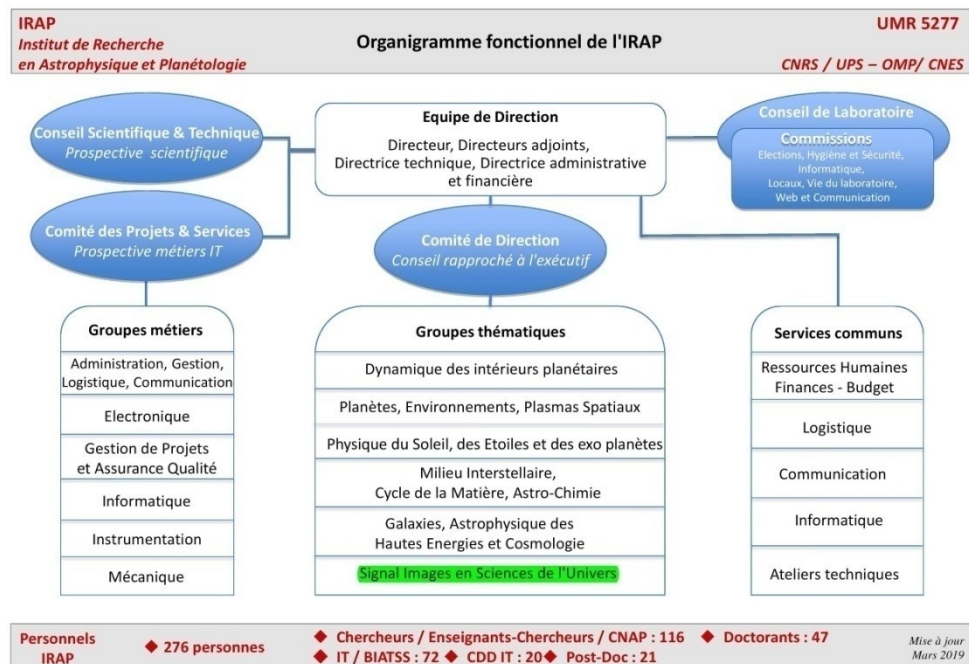 IRAP
Institut de Recherche
en Astrophysique et Planétologie
Organigramme fonctionnel de l'IRAP
UMR 5277
CNRS / UPS – OMP/ CNES
Conseil Scientifique & Technique
Prospective scientifique
Equipe de Direction
Directeur, Directeurs adjoints,
Directrice technique, Directrice administrative
et financière
Conseil de Laboratoire
Commissions
Elections, Hygiène et Sécurité,
Informatique,
Locaux, Vie du laboratoire,
Web et Communication
Comité des Projets & Services
Prospective métiers IT
Comité de Direction
Conseil rapproché à l'exécutif
Groupes métiers
Administration, Gestion,
Logistique, Communication
Electronique
Gestion de Projets
et Assurance Qualité
Informatique
Instrumentation
Mécanique
Groupes thématiques
Dynamique des intérieurs planétaires
Planètes, Environnements, Plasmas Spatiaux
Physique du Soleil, des Etoiles et des exo planètes
Milieu Interstellaire,
Cycle de la Matière, Astro-Chimie
Galaxies, Astrophysique des
Hautes Energies et Cosmologie
Signal Images en Sciences de l'Univers
Services communs
Ressources Humaines
Finances - Budget
Logistique
Communication
Informatique
Ateliers techniques
Personnels
IRAP
◆ 276 personnes
◆ Chercheurs / Enseignants-Chercheurs / CNAP : 116 ◆ Doctorants : 47
◆ IT / BIATSS : 72 ◆ CDD IT : 20◆ Post-Doc : 21
Mise à jour
Mars 2019